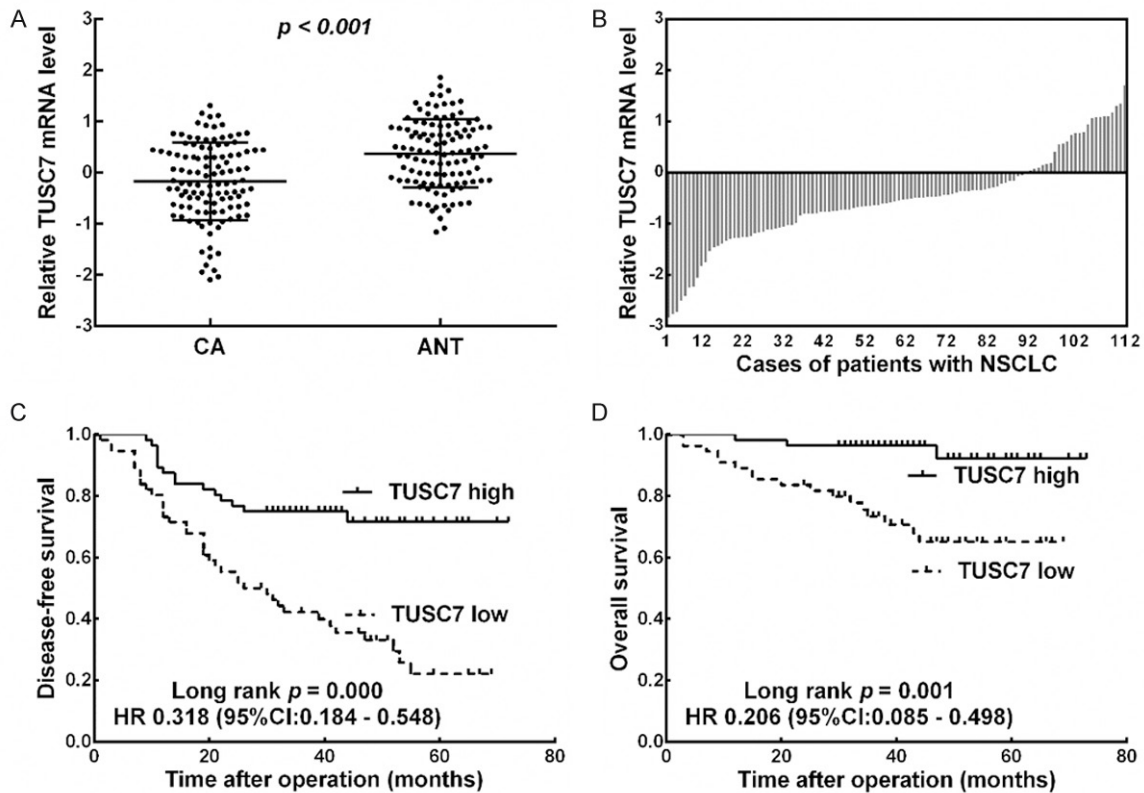 A
p < 0.001
Relative TUSC7 mRNA level
3
2
1
0
-1
-2
-3
CA
ANT
B
Relative TUSC7 mRNA level
3
2
1
0
-1
-2
-3
1 12 22 32 42 52 62 72 82 92 102 112
Cases of patients with NSCLC
C
Disease-free survival
1.0
0.8
0.6
0.4
0.2
0.0
TUSC7 high
TUSC7 low
Long rank p = 0.000
HR 0.318 (95%CI:0.184 - 0.548)
0 20 40 60 80
Time after operation (months)
D
Overall survival
1.0
0.8
0.6
0.4
0.2
0.0
TUSC7 high
TUSC7 low
Long rank p = 0.001
HR 0.206 (95%CI:0.085 - 0.498)
0 20 40 60 80
Time after operation (months)